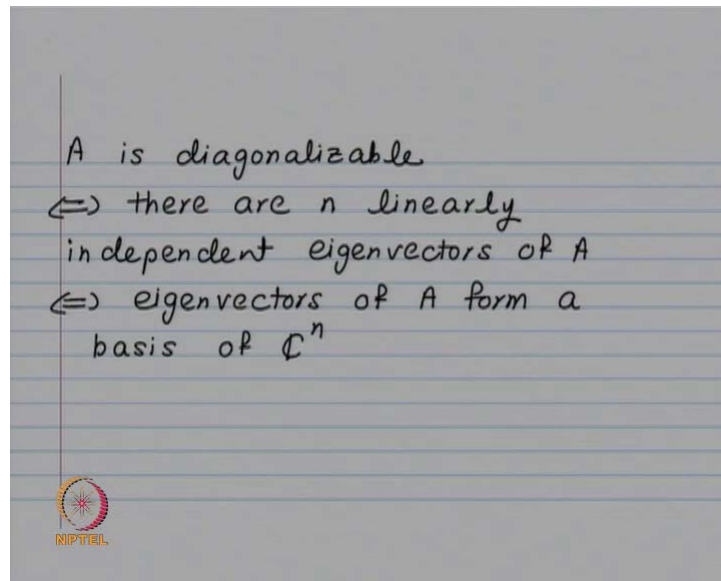 A is diagonalizable
⟺ there are n linearly
independent eigenvectors of A
⟺ eigenvectors of A form a
basis of ℂⁿ
NPTEL